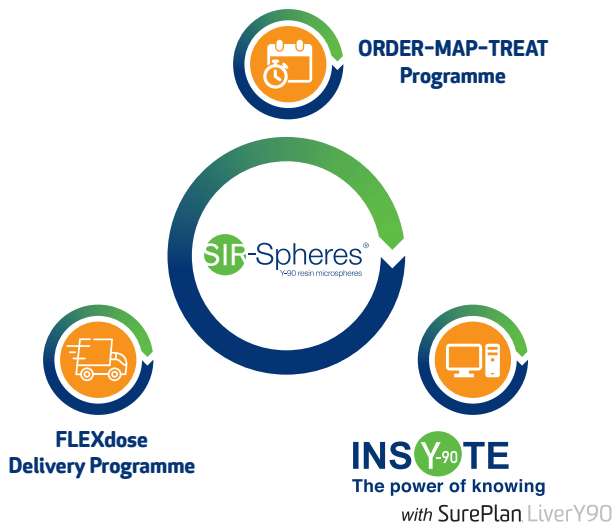 ORDER-MAP-TREAT
Programme
SIR-Spheres®
Y-90 resin microspheres
FLEXdose
Delivery Programme
INSY-90TE
The power of knowing
with SurePlan LiverY90